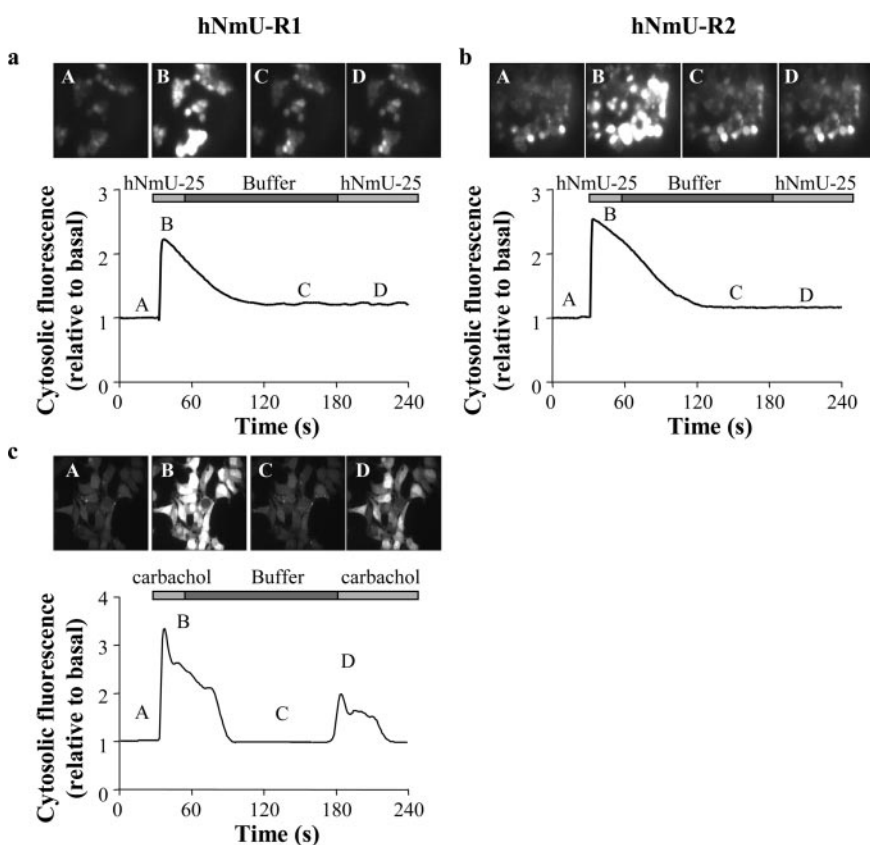 hNmU-R1
hNmU-R2
a
A B C D
hNmU-25 Buffer hNmU-25
3
2
1
0
A
B
C
D
Cytosolic fluorescence
(relative to basal)
0 60 120 180 240
Time (s)
b
A B C D
hNmU-25 Buffer hNmU-25
3
2
1
0
A
B
C
D
Cytosolic fluorescence
(relative to basal)
0 60 120 180 240
Time (s)
c
A B C D
carbachol Buffer carbachol
4
3
2
1
0
A
B
C
D
Cytosolic fluorescence
(relative to basal)
0 60 120 180 240
Time (s)